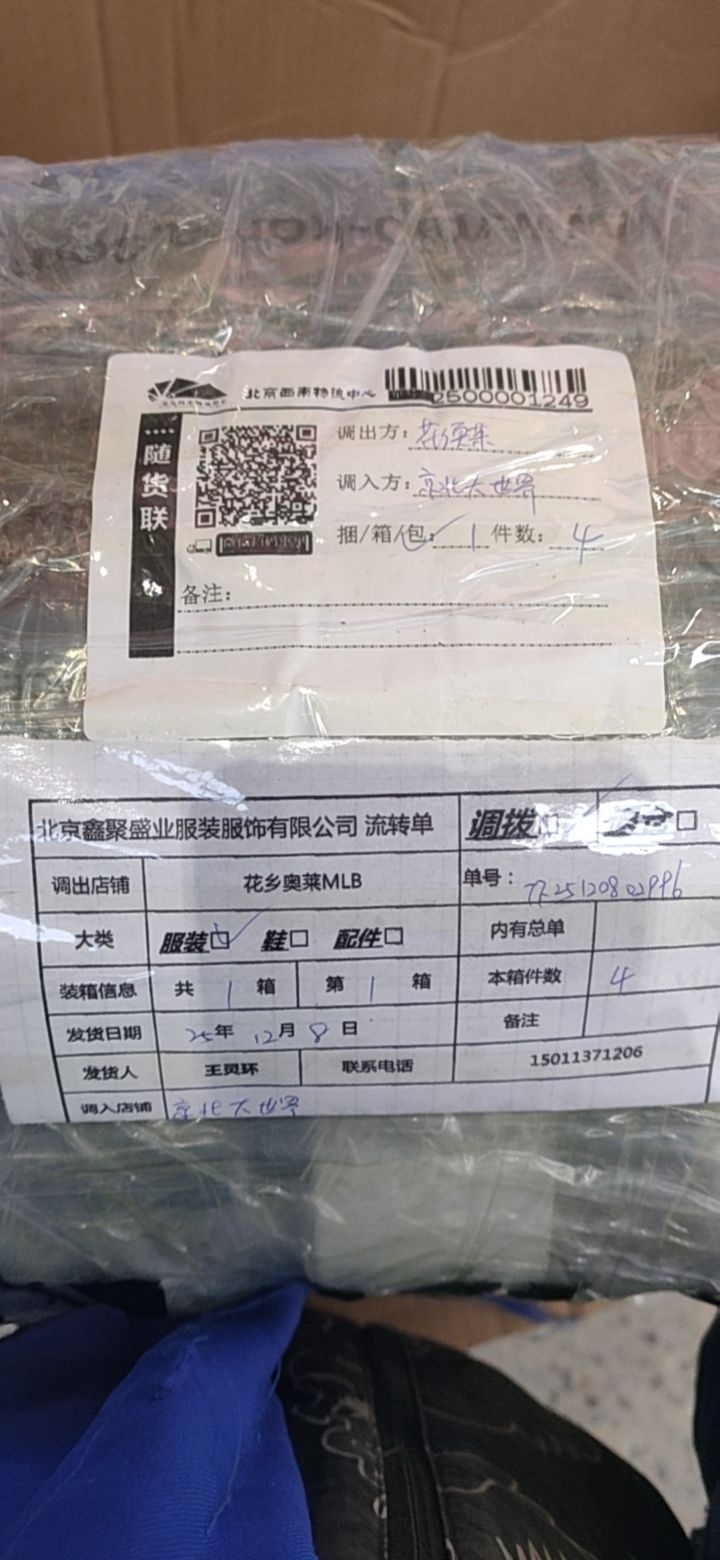 北京西南物流中心
2500001249
随货联
调出方：花奥莱
调入方：京北大世界
捆/箱/包：1 件数：4
备注：
北京鑫聚盛业服装服饰有限公司 流转单 调拨□
调出店铺 花乡奥莱MLB 单号：
大类 服装□ 鞋□ 配件□ 内有总单
装箱信息 共 1 箱 第 1 箱 本箱件数 4
发货日期 25年 12月 8日 备注
发货人 王灵环 联系电话 15011371206
调入店铺 京北大世界